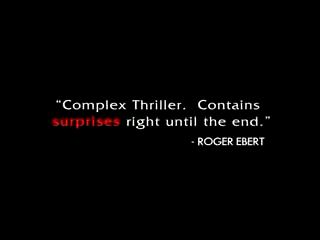 “Complex Thriller. Contains
surprises right until the end.”
- ROGER EBERT